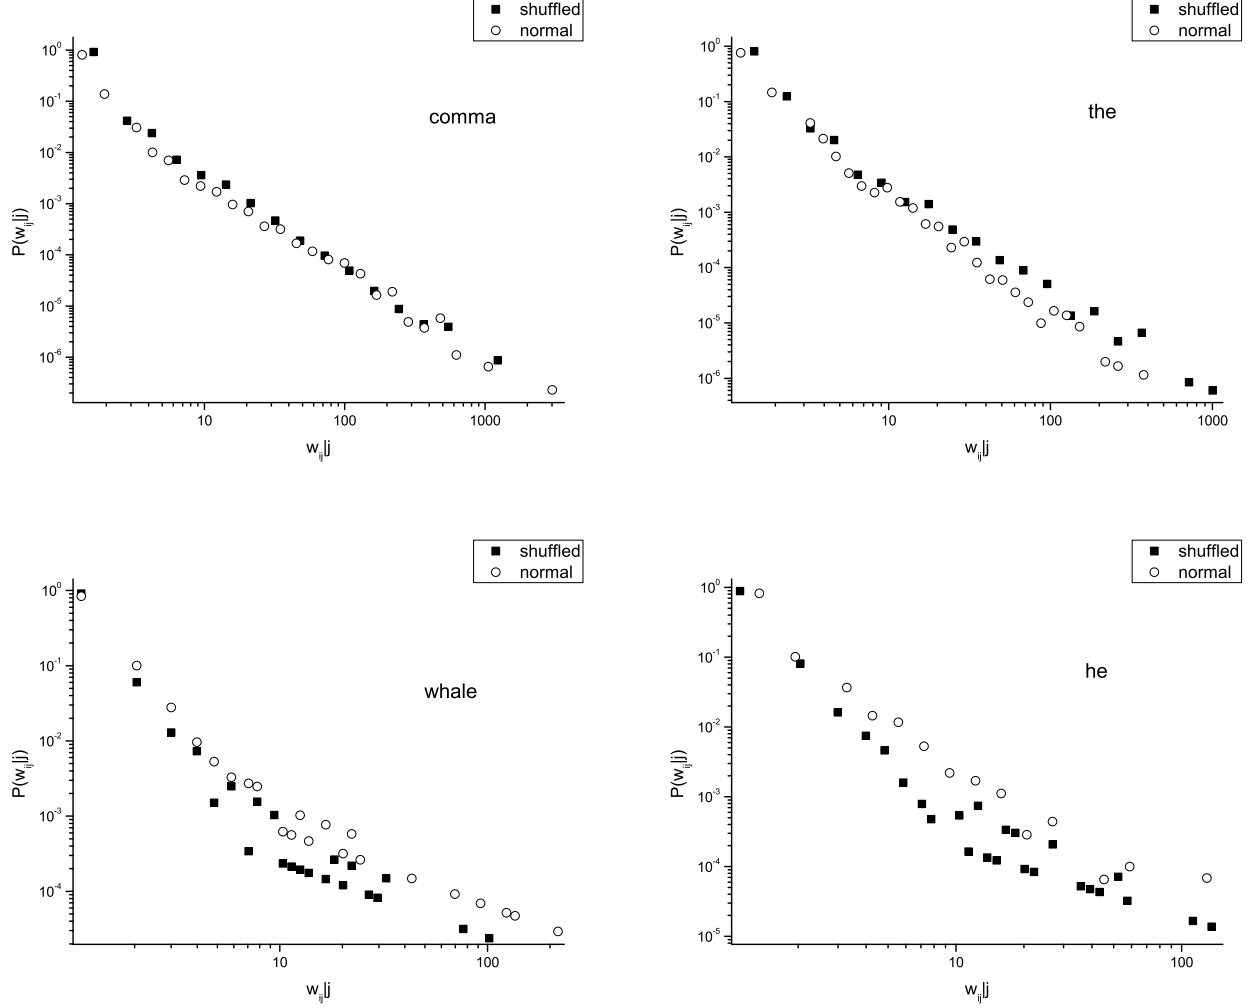 shuffled
normal
comma
P(w_ij|j)
10^0
10^-1
10^-2
10^-3
10^-4
10^-5
10^-6
10 100 1000
w_ij|j
shuffled
normal
the
P(w_ij|j)
10^0
10^-1
10^-2
10^-3
10^-4
10^-5
10^-6
10 100 1000
w_ij|j
shuffled
normal
whale
P(w_ij|j)
10^0
10^-1
10^-2
10^-3
10^-4
10 100
w_ij|j
shuffled
normal
he
P(w_ij|j)
10^0
10^-1
10^-2
10^-3
10^-4
10^-5
10 100
w_ij|j